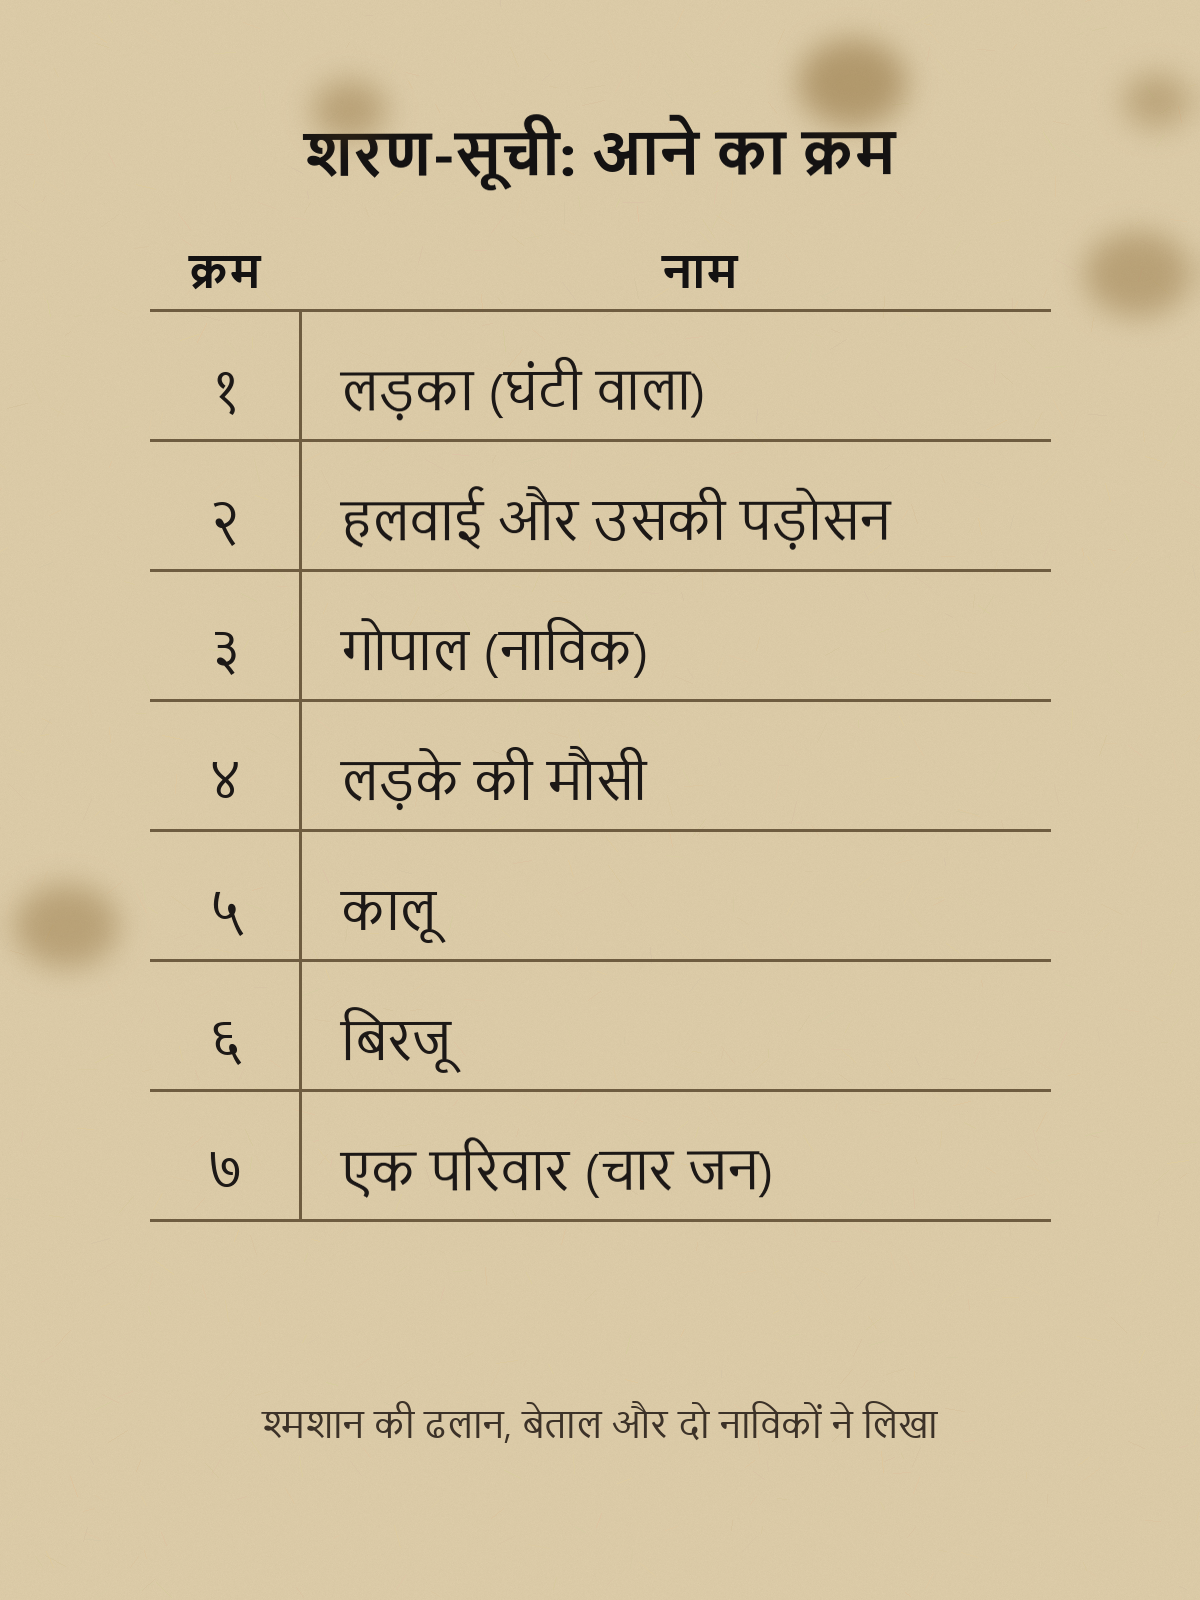 शरण-सूची: आने का क्रम
क्रम नाम
१ लड़का (घंटी वाला)
२ हलवाई और उसकी पड़ोसन
३ गोपाल (नाविक)
४ लड़के की मौसी
५ कालू
६ बिरजू
७ एक परिवार (चार जन)
श्मशान की ढलान, बेताल और दो नाविकों ने लिखा